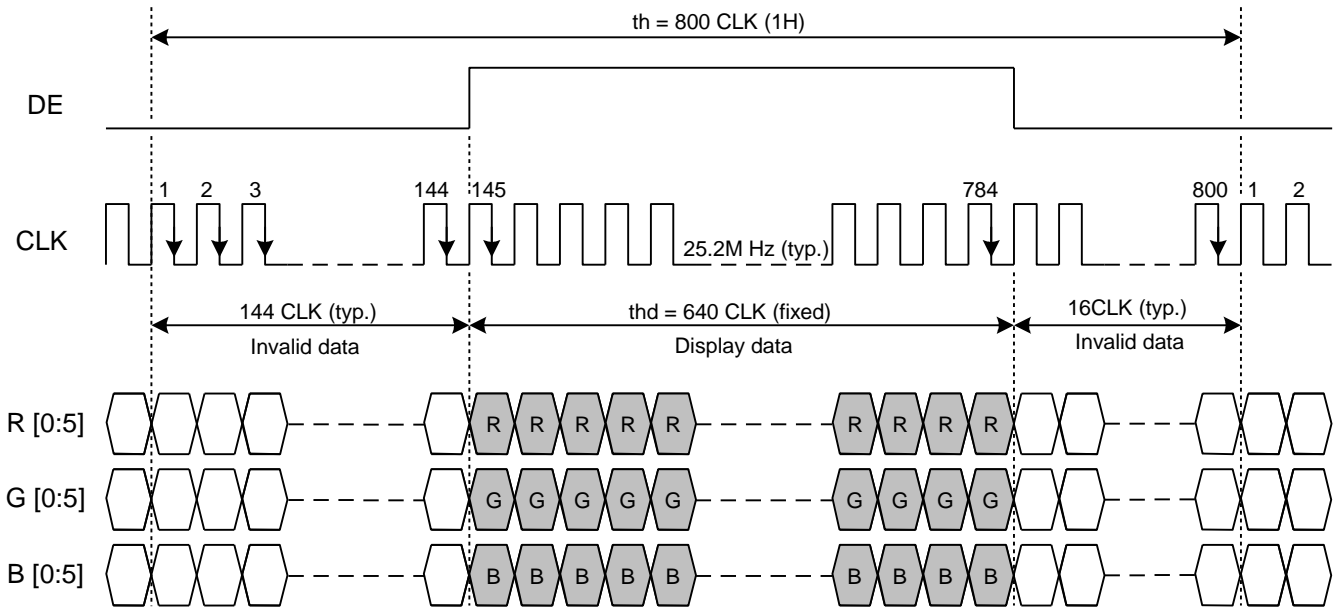 th = 800 CLK (1H)
DE
1 2 3 144 145 784 800 1 2
CLK
25.2M Hz (typ.)
144 CLK (typ.) thd = 640 CLK (fixed) 16CLK (typ.)
Invalid data Display data Invalid data
R [0:5] R R R R R R R R R
G [0:5] G G G G G G G G G
B [0:5] B B B B B B B B B